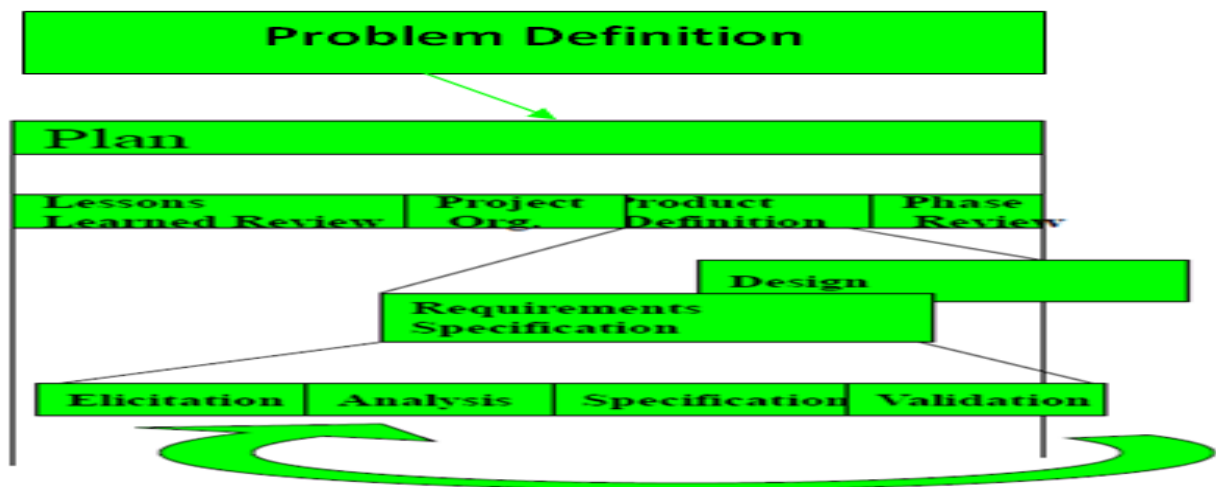 Problem Definition
Plan
Lessons
Learned Review
Project
Org.
Product
Definition
Phase
Review
Design
Requirements
Specification
Elicitation
Analysis
Specification
Validation